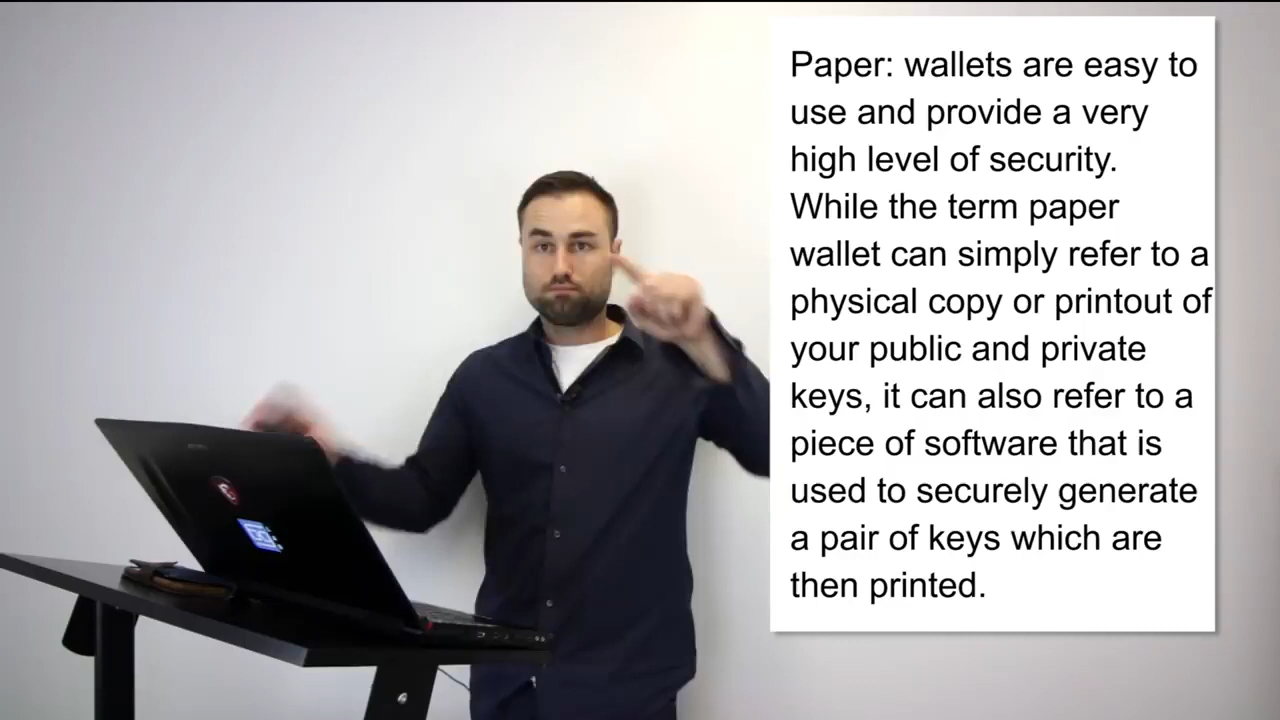 Paper: wallets are easy to
use and provide a very
high level of security.
While the term paper
wallet can simply refer to a
physical copy or printout of
your public and private
keys, it can also refer to a
piece of software that is
used to securely generate
a pair of keys which are
then printed.